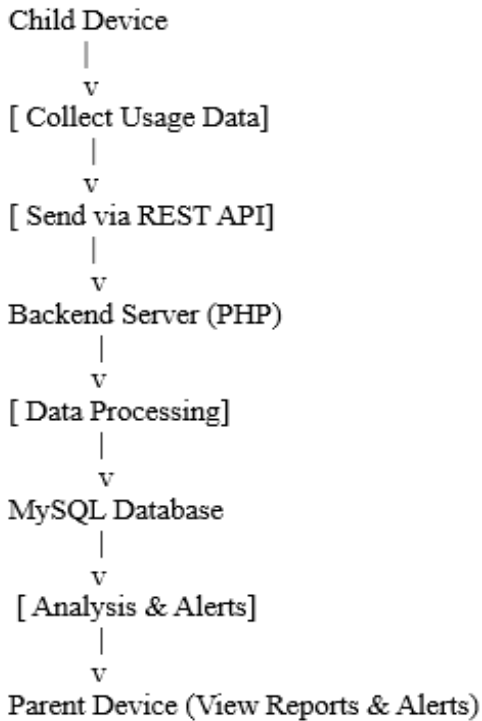 Child Device
|
v
[ Collect Usage Data]
|
v
[ Send via REST API]
|
v
Backend Server (PHP)
|
v
[ Data Processing]
|
v
MySQL Database
|
v
[ Analysis & Alerts]
|
v
Parent Device (View Reports & Alerts)